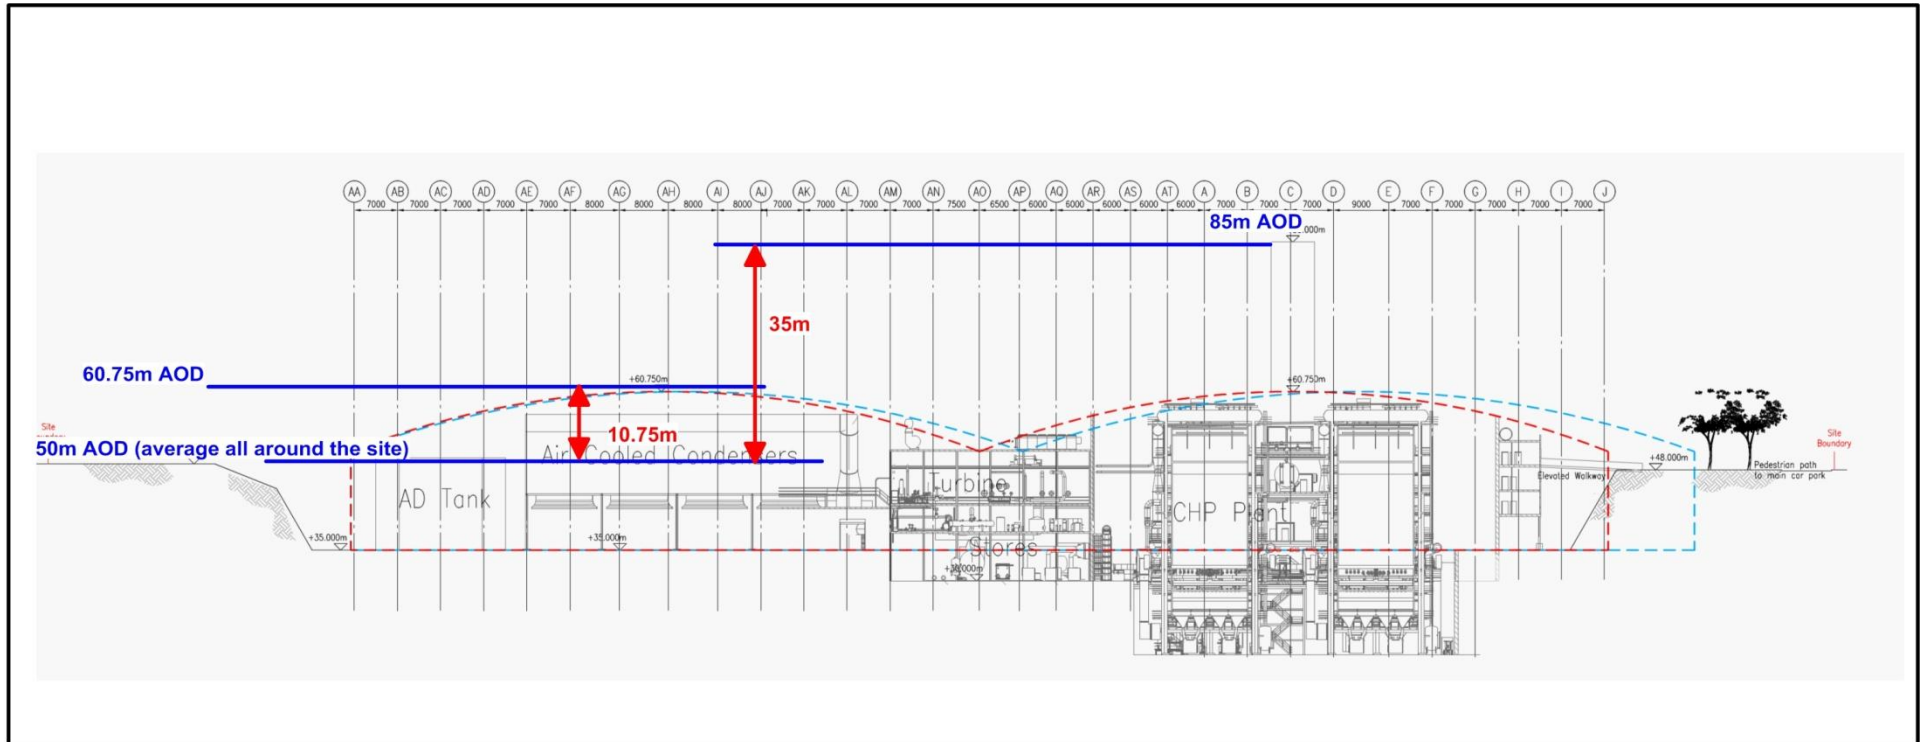 AA AB AC AD AE AF AG AH AI AJ AK AL AM AN AO AP AQ AR AS AT A B C D E F G H I J
7000 7000 7000 7000 7000 8000 8000 8000 8000 7000 7000 7000 7000 7500 6500 6000 6000 6000 6000 6000 7000 7000 7000 9000 7000 7000 7000 7000 7000
85m AOD
.000m
35m
60.75m AOD
+60.750m
+60.750m
Site
10.75m
50m AOD (average all around the site)
Air Cooled Condensers
Site
Boundary
+48.000m
Pedestrian path
to main car park
Elevated Walkway
AD Tank
Turbine
CHP Plant
+35.000m
+35.000m
Stores